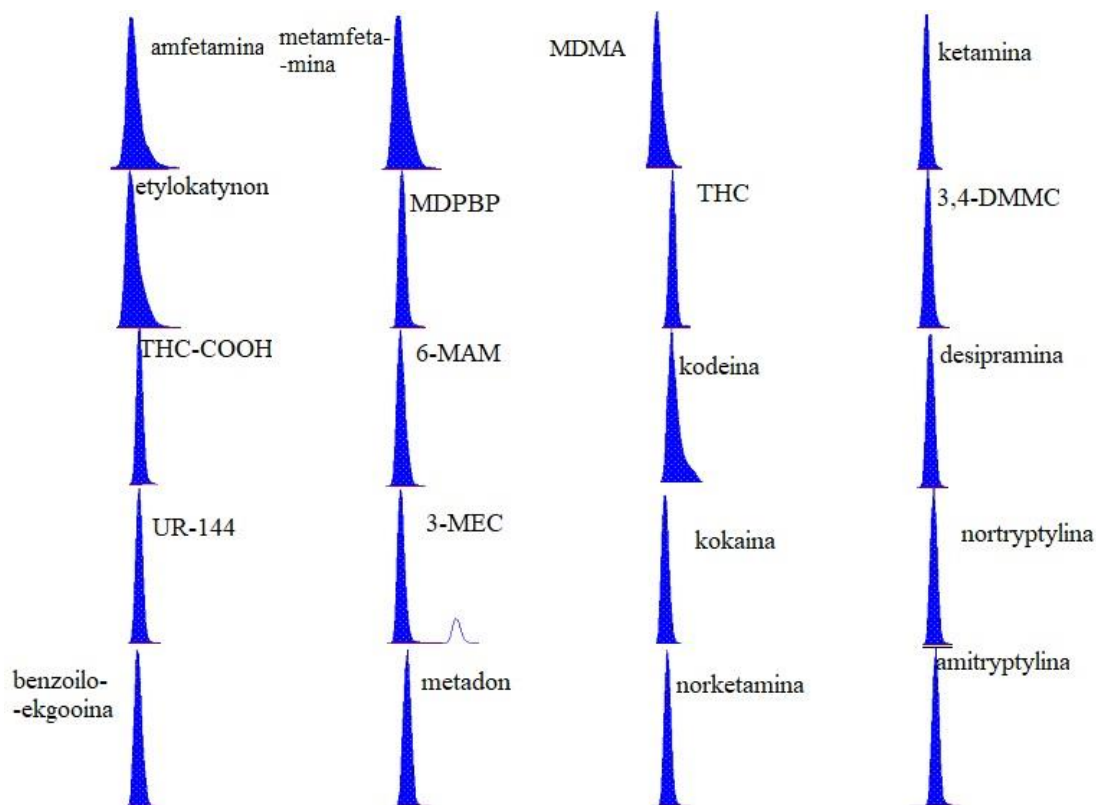 amfetamina
metamfeta-
-mina
MDMA
ketamina
etylokatynon
MDPBP
THC
3,4-DMMC
THC-COOH
6-MAM
kodeina
desipramina
UR-144
3-MEC
kokaina
nortryptylina
benzoilo-
-ekgooina
metadon
norketamina
amitryptylina